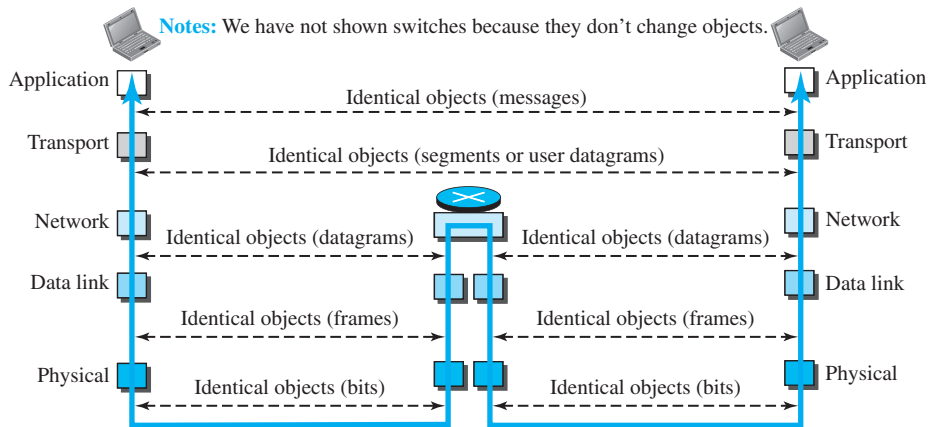 Notes: We have not shown switches because they don’t change objects.
Application
Application
Identical objects (messages)
Transport
Transport
Identical objects (segments or user datagrams)
Network
Network
Identical objects (datagrams)
Identical objects (datagrams)
Data link
Data link
Identical objects (frames)
Identical objects (frames)
Physical
Physical
Identical objects (bits)
Identical objects (bits)